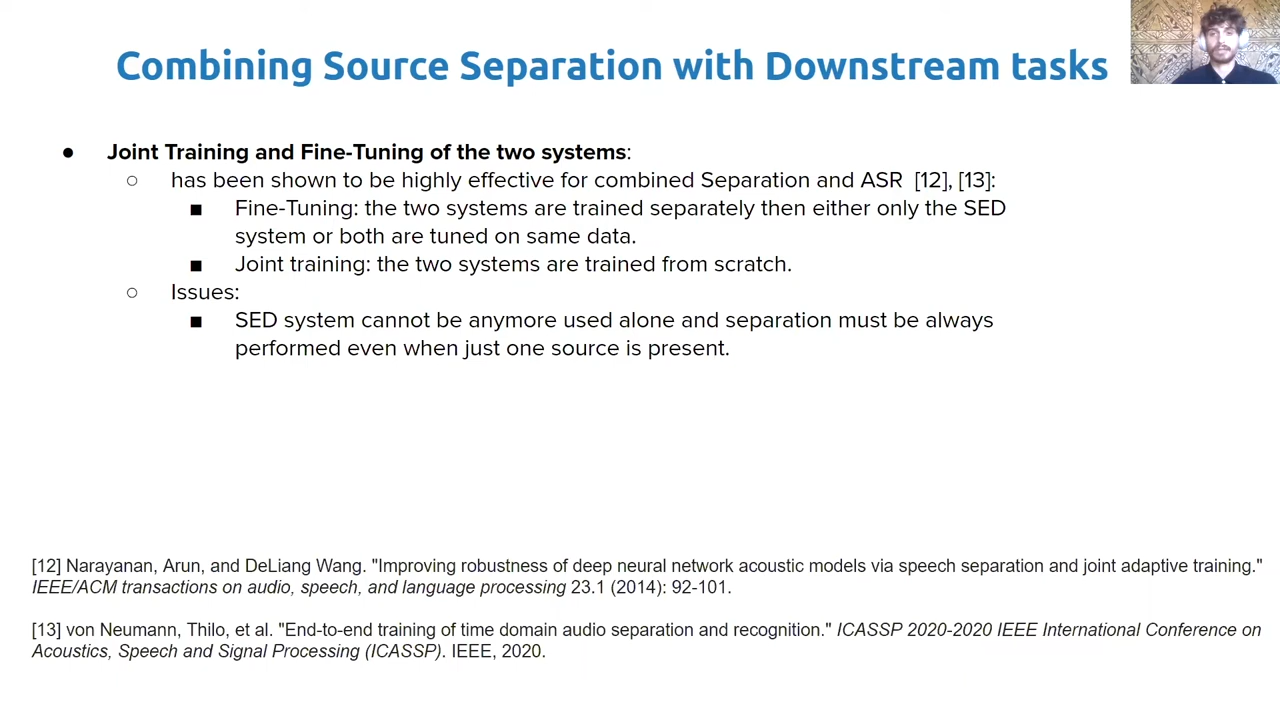 Combining Source Separation with Downstream tasks
● Joint Training and Fine-Tuning of the two systems:
○ has been shown to be highly effective for combined Separation and ASR [12], [13]:
■ Fine-Tuning: the two systems are trained separately then either only the SED
system or both are tuned on same data.
■ Joint training: the two systems are trained from scratch.
○ Issues:
■ SED system cannot be anymore used alone and separation must be always
performed even when just one source is present.
[12] Narayanan, Arun, and DeLiang Wang. "Improving robustness of deep neural network acoustic models via speech separation and joint adaptive training."
IEEE/ACM transactions on audio, speech, and language processing 23.1 (2014): 92-101.
[13] von Neumann, Thilo, et al. "End-to-end training of time domain audio separation and recognition." ICASSP 2020-2020 IEEE International Conference on
Acoustics, Speech and Signal Processing (ICASSP). IEEE, 2020.